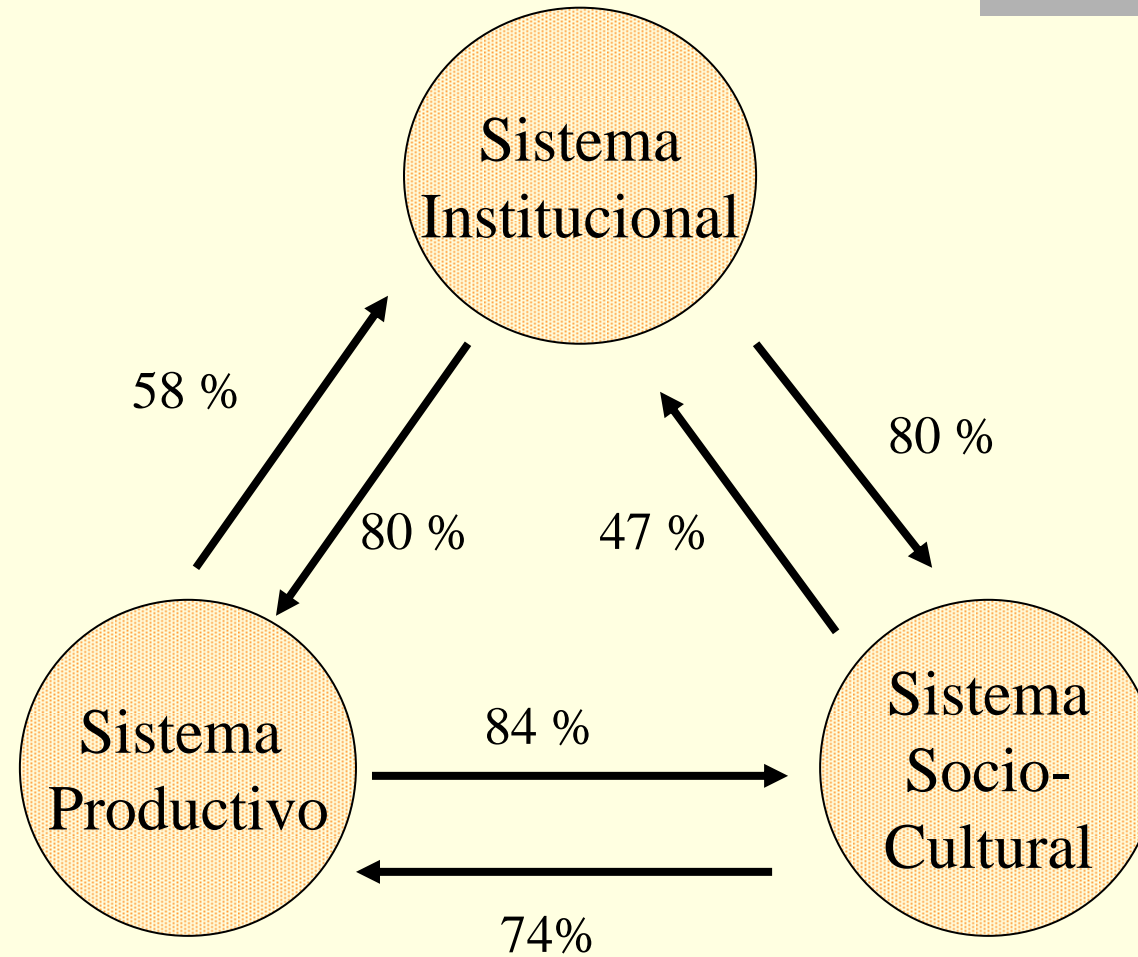 Sistema
Institucional
58 %
80 %
80 %
47 %
Sistema
Productivo
84 %
Sistema
Socio-
Cultural
74%